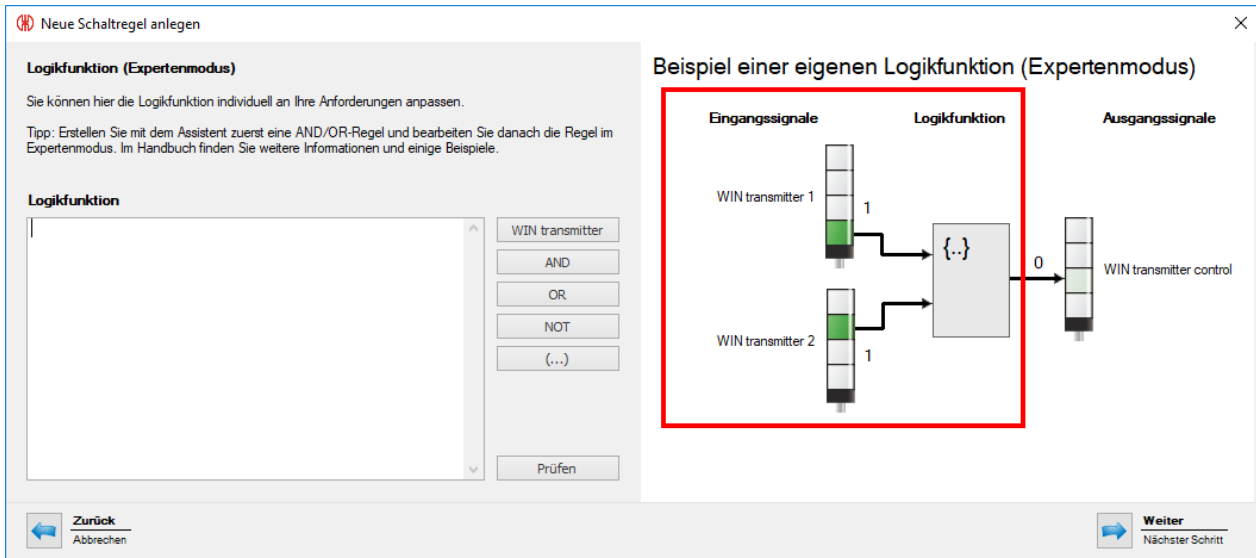 Neue Schaltregel anlegen
Logikfunktion (Expertenmodus)
Sie können hier die Logikfunktion individuell an Ihre Anforderungen anpassen.
Tipp: Erstellen Sie mit dem Assistent zuerst eine AND/OR-Regel und bearbeiten Sie danach die Regel im
Expertenmodus. Im Handbuch finden Sie weitere Informationen und einige Beispiele.
Logikfunktion
WIN transmitter
AND
OR
NOT
(...)
Prüfen
Beispiel einer eigenen Logikfunktion (Expertenmodus)
Eingangssignale
Logikfunktion
Ausgangssignale
WIN transmitter 1
1
{..}
0
WIN transmitter control
WIN transmitter 2
1
Zurück
Abbrechen
Weiter
Nächster Schritt